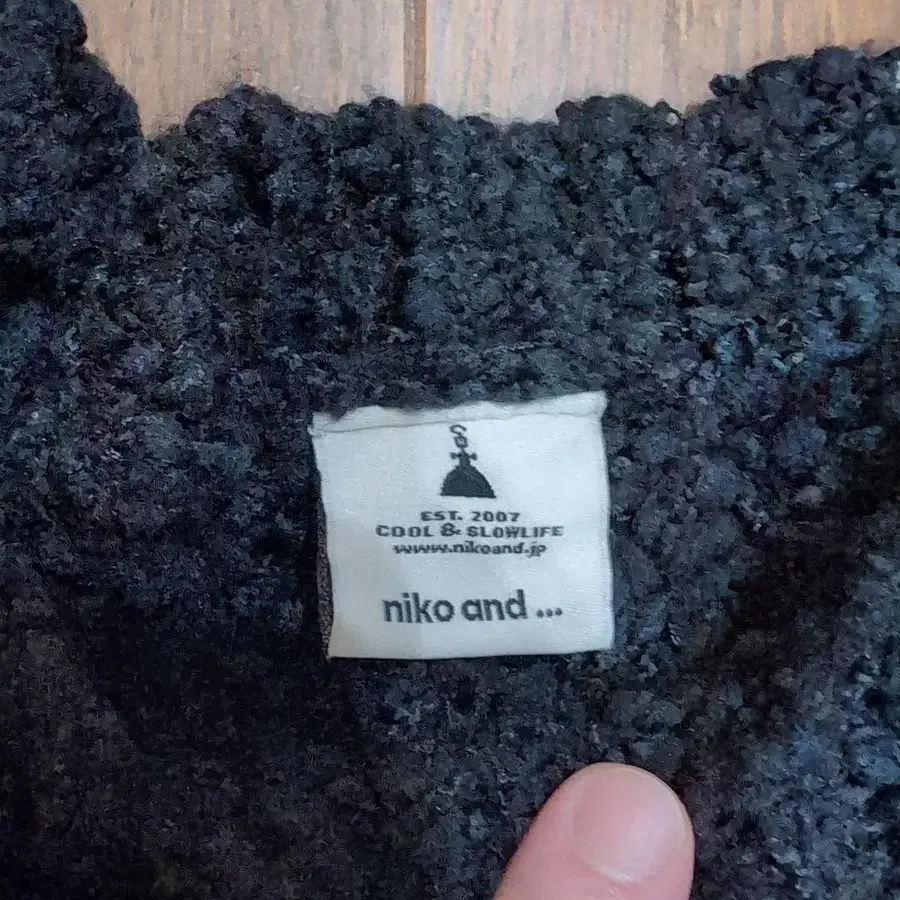 EST. 2007
COOL & SLOWLIFE
www.nikoand.jp
niko and ...